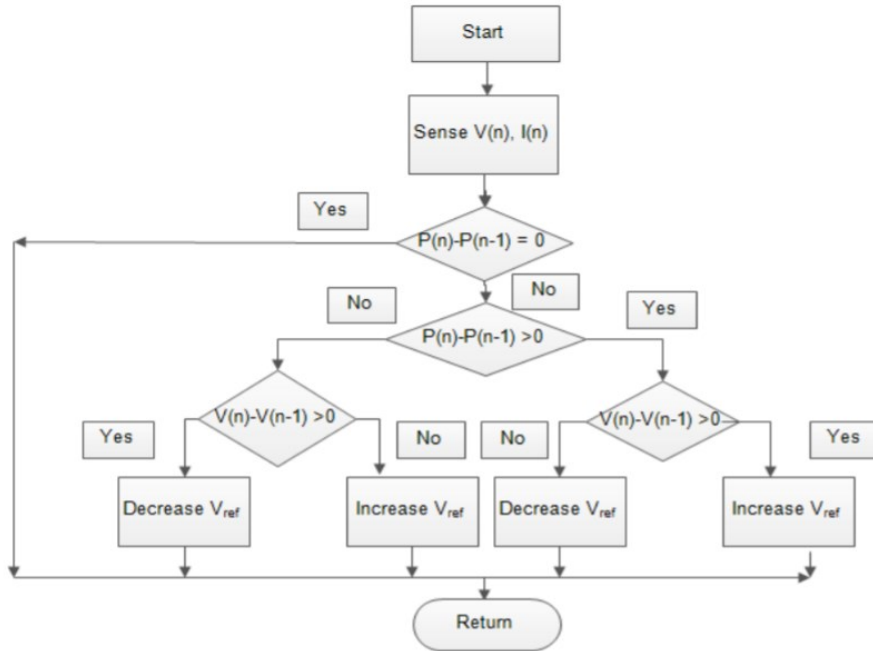 Start
Sense V(n), I(n)
Yes
P(n)-P(n-1) = 0
No
No
Yes
P(n)-P(n-1) >0
V(n)-V(n-1) >0
V(n)-V(n-1) >0
Yes
No
No
Yes
Decrease Vref
Increase Vref
Decrease Vref
Increase Vref
Return